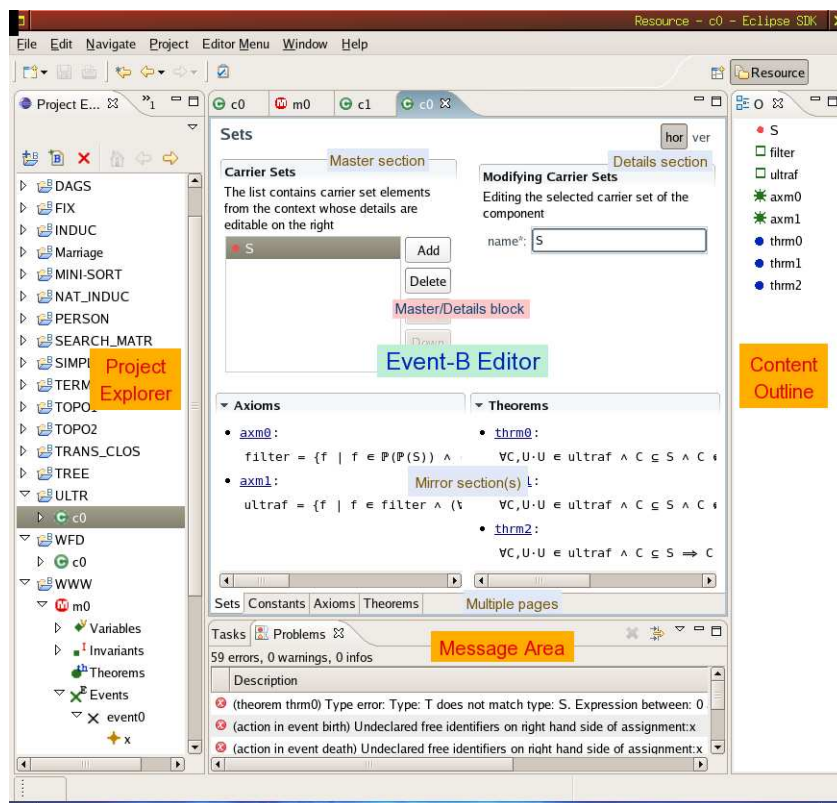 Resource - c0 - Eclipse SDK
File Edit Navigate Project Editor Menu Window Help
Resource
Project E...
"1
c0
m0
c1
c0
O
DAGS
FIX
INDUC
Marriage
MINI-SORT
NAT_INDUC
PERSON
SEARCH_MATR
SIMPL
TERM
TOPO1
TOPO2
TRANS_CLOS
TREE
ULTR
c0
WFD
c0
WWW
m0
Variables
Invariants
Theorems
Events
event0
x
Project
Explorer
Sets
hor ver
Master section
Carrier Sets
The list contains carrier set elements
from the context whose details are
editable on the right
S
Add
Delete
Down
Details section
Modifying Carrier Sets
Editing the selected carrier set of the
component
name*: S
Master/Details block
Event-B Editor
Axioms
axm0:
filter = {f | f ∈ ℙ(ℙ(S)) ∧
axm1:
ultraf = {f | f ∈ filter ∧ (∀
Theorems
thrm0:
∀C,U·U ∈ ultraf ∧ C ⊆ S ∧ C ∈
1:
∀C,U·U ∈ ultraf ∧ C ⊆ S ∧ C ∈
thrm2:
∀C,U·U ∈ ultraf ∧ C ⊆ S ⇒ C
Mirror section(s)
Sets Constants Axioms Theorems
Multiple pages
Tasks Problems
Message Area
59 errors, 0 warnings, 0 infos
Description
(theorem thrm0) Type error: Type: T does not match type: S. Expression between: 0
(action in event birth) Undeclared free identifiers on right hand side of assignment:x
(action in event death) Undeclared free identifiers on right hand side of assignment:x
S
filter
ultraf
axm0
axm1
thrm0
thrm1
thrm2
Content
Outline